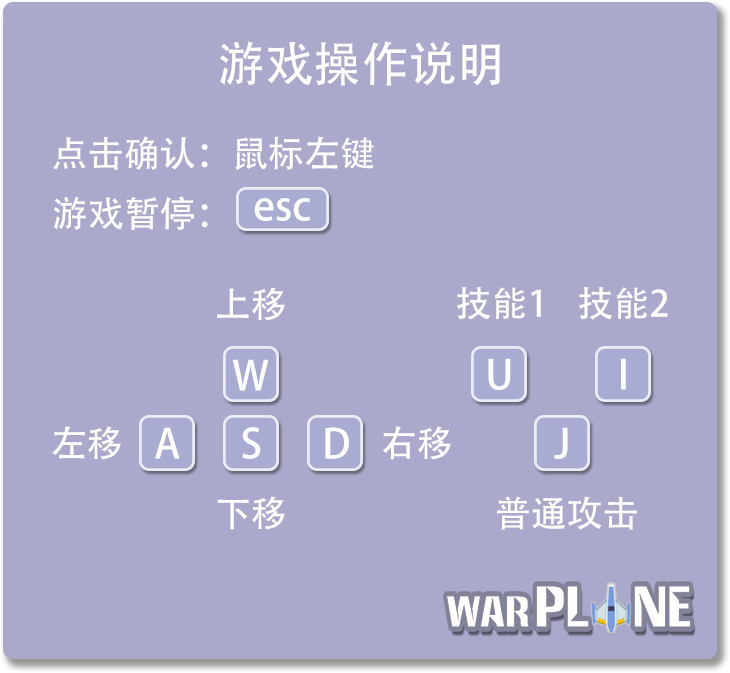 游戏操作说明
点击确认：鼠标左键
游戏暂停：esc
上移 技能1 技能2
W U I
左移 A S D 右移 J
下移 普通攻击
WARPLANE